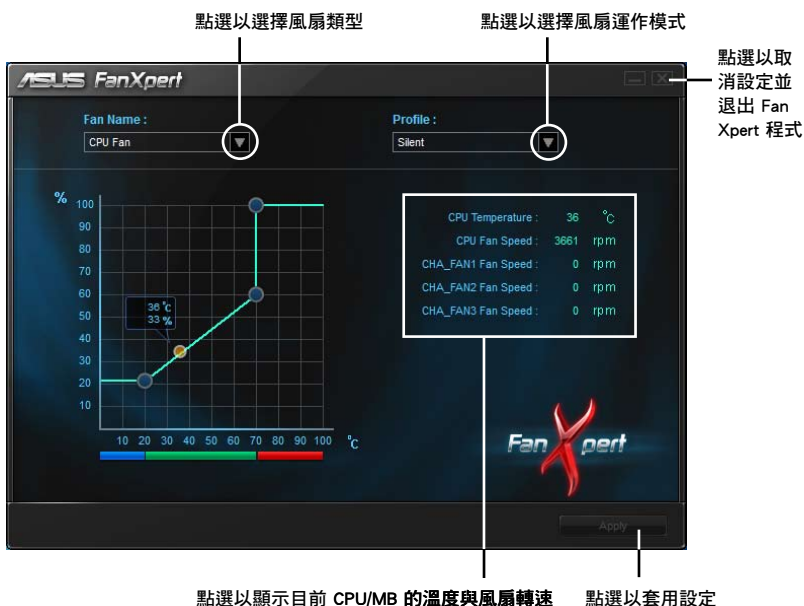 點選以選擇風扇類型
點選以選擇風扇運作模式
點選以取
消設定並
退出 Fan
Xpert 程式
ASUS FanXpert
Fan Name :
CPU Fan
Profile :
Silent
%
100
90
80
70
60
50
40
30
20
10
36 °C
33 %
10 20 30 40 50 60 70 80 90 100 °C
CPU Temperature : 36 °C
CPU Fan Speed : 3661 rpm
CHA_FAN1 Fan Speed : 0 rpm
CHA_FAN2 Fan Speed : 0 rpm
CHA_FAN3 Fan Speed : 0 rpm
Fan Xpert
Apply
點選以顯示目前 CPU/MB 的溫度與風扇轉速
點選以套用設定